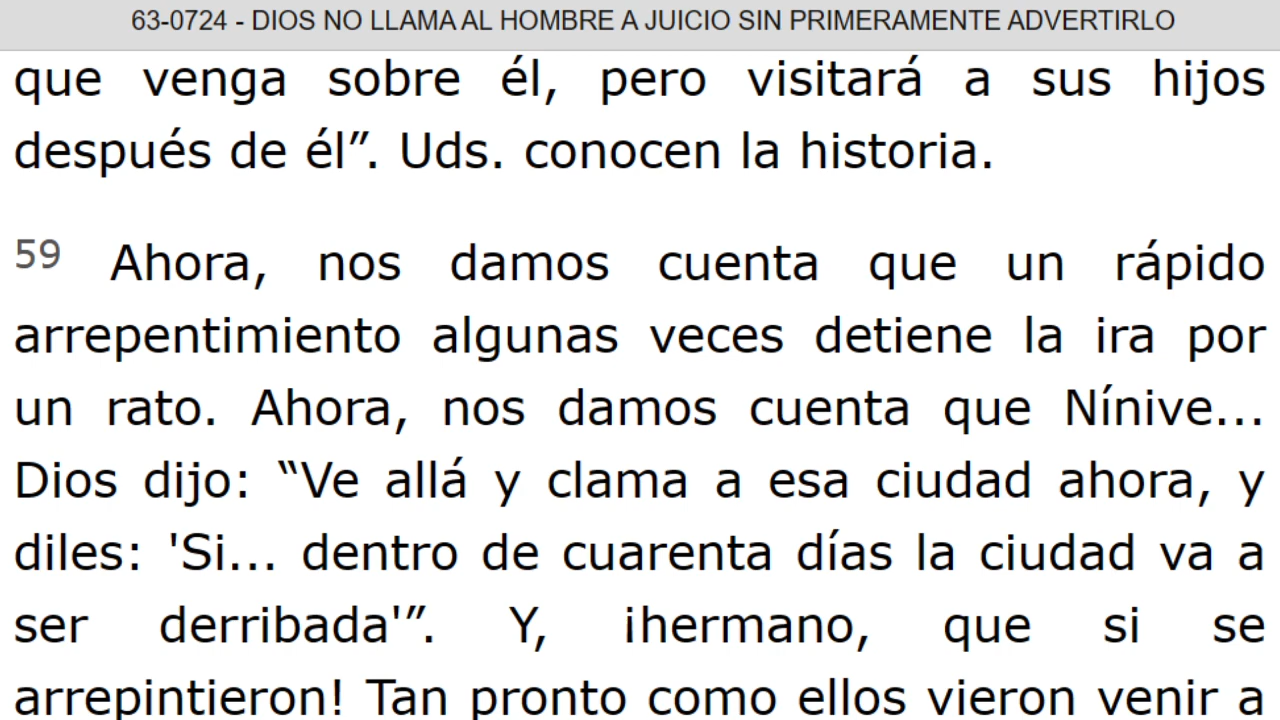 63-0724 - DIOS NO LLAMA AL HOMBRE A JUICIO SIN PRIMERAMENTE ADVERTIRLO
que venga sobre él, pero visitará a sus hijos
después de él”. Uds. conocen la historia.
59 Ahora, nos damos cuenta que un rápido
arrepentimiento algunas veces detiene la ira por
un rato. Ahora, nos damos cuenta que Nínive...
Dios dijo: “Ve allá y clama a esa ciudad ahora, y
diles: 'Si... dentro de cuarenta días la ciudad va a
ser derribada'”. Y, ¡hermano, que si se
arrepintieron! Tan pronto como ellos vieron venir a